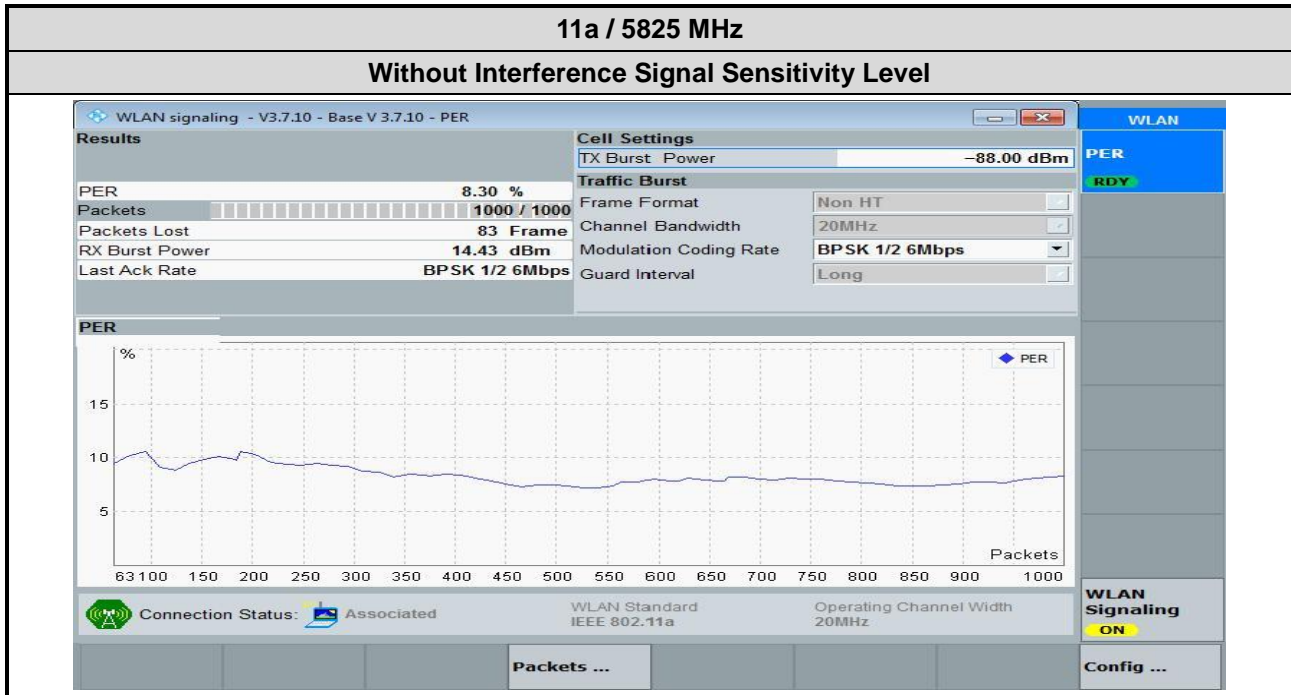 11a / 5825 MHz
Without Interference Signal Sensitivity Level
WLAN signaling - V3.7.10 - Base V 3.7.10 - PER
Results
PER 8.30 %
Packets 1000 / 1000
Packets Lost 83 Frame
RX Burst Power 14.43 dBm
Last Ack Rate BPSK 1/2 6Mbps
Cell Settings
TX Burst Power −88.00 dBm
Traffic Burst
Frame Format Non HT
Channel Bandwidth 20MHz
Modulation Coding Rate BPSK 1/2 6Mbps
Guard Interval Long
WLAN
PER
RDY
PER
%
PER
15
10
5
Packets
63 100 150 200 250 300 350 400 450 500 550 600 650 700 750 800 850 900 1000
Connection Status: Associated
WLAN Standard
IEEE 802.11a
Operating Channel Width
20MHz
WLAN
Signaling
ON
Packets ...
Config ...